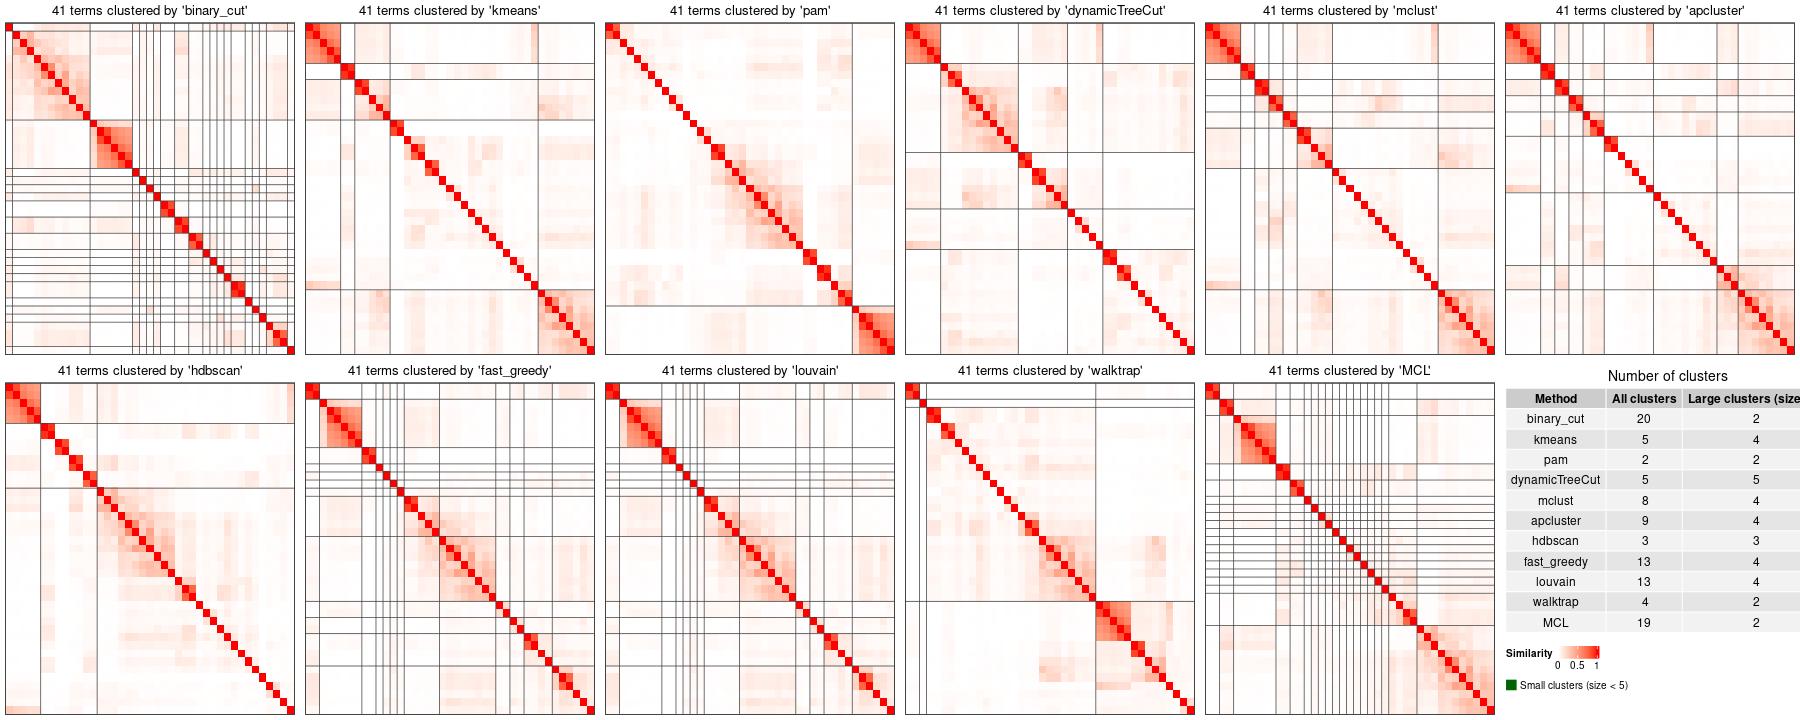 41 terms clustered by 'binary_cut'
41 terms clustered by 'kmeans'
41 terms clustered by 'pam'
41 terms clustered by 'dynamicTreeCut'
41 terms clustered by 'mclust'
41 terms clustered by 'apcluster'
41 terms clustered by 'hdbscan'
41 terms clustered by 'fast_greedy'
41 terms clustered by 'louvain'
41 terms clustered by 'walktrap'
41 terms clustered by 'MCL'
Number of clusters
Method All clusters Large clusters (size
binary_cut 20 2
kmeans 5 4
pam 2 2
dynamicTreeCut 5 5
mclust 8 4
apcluster 9 4
hdbscan 3 3
fast_greedy 13 4
louvain 13 4
walktrap 4 2
MCL 19 2
Similarity
0 0.5 1
Small clusters (size < 5)